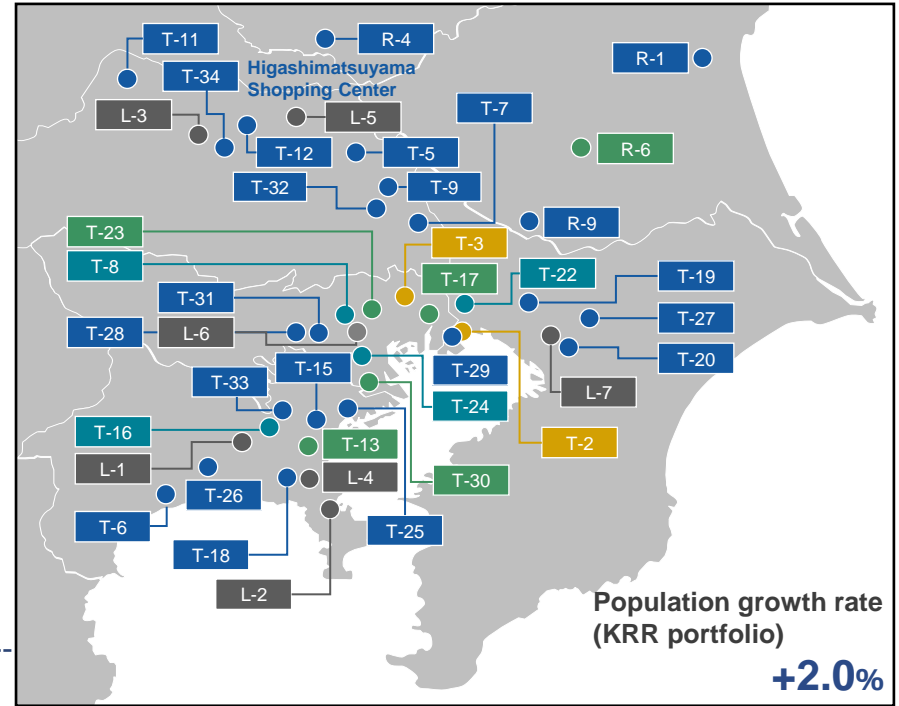 T-11
R-4
R-1
T-34
Higashimatsuyama
Shopping Center
T-7
L-3
L-5
R-6
T-12
T-5
T-32
T-9
R-9
T-23
T-3
T-8
T-17
T-22
T-19
T-31
T-27
T-28
L-6
T-15
T-20
T-33
T-29
L-7
T-24
T-16
T-13
T-2
L-1
L-4
T-30
T-26
T-6
T-25
T-18
L-2
Population growth rate
(KRR portfolio)
+2.0%